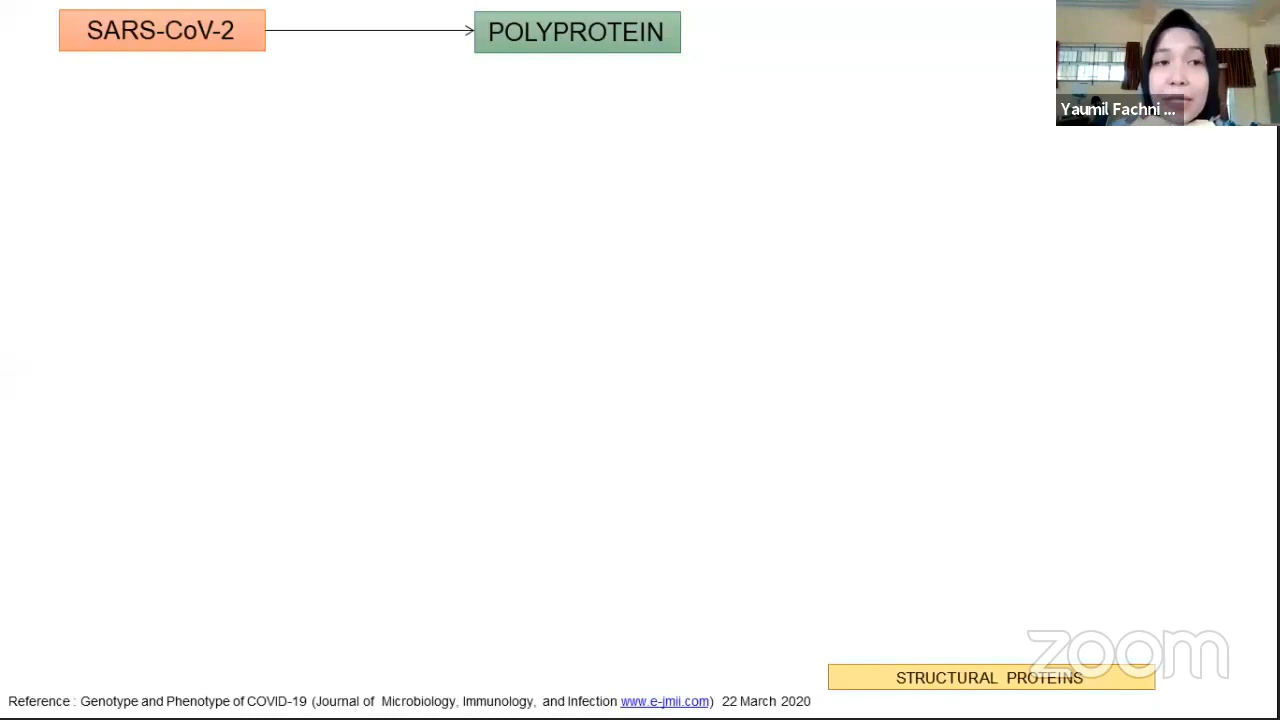 SARS-CoV-2
POLYPROTEIN
Yaumil Fachni ...
zoom
STRUCTURAL PROTEINS
Reference : Genotype and Phenotype of COVID-19 (Journal of Microbiology, Immunology, and Infection www.e-jmii.com) 22 March 2020